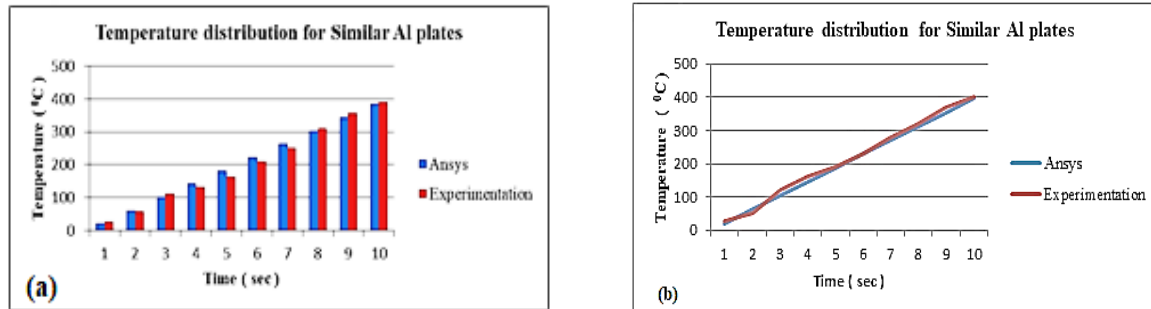 Temperature distribution for Similar Al plates
Temperature ( ⁰C )
500
400
300
200
100
0
1 2 3 4 5 6 7 8 9 10
Time ( sec )
Ansys
Experimentation
(a)
Temperature distribution for Similar Al plates
Temperature ( ⁰C )
500
400
300
200
100
0
1 2 3 4 5 6 7 8 9 10
Time ( sec )
Ansys
Experimentation
(b)